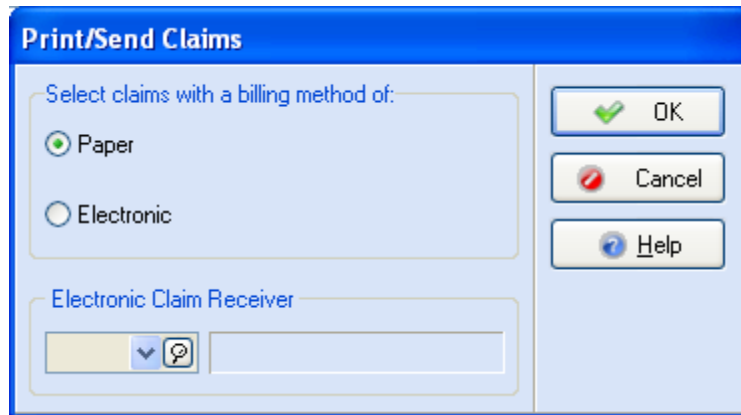 Print/Send Claims
Select claims with a billing method of:
Paper
Electronic
Electronic Claim Receiver
OK
Cancel
Help